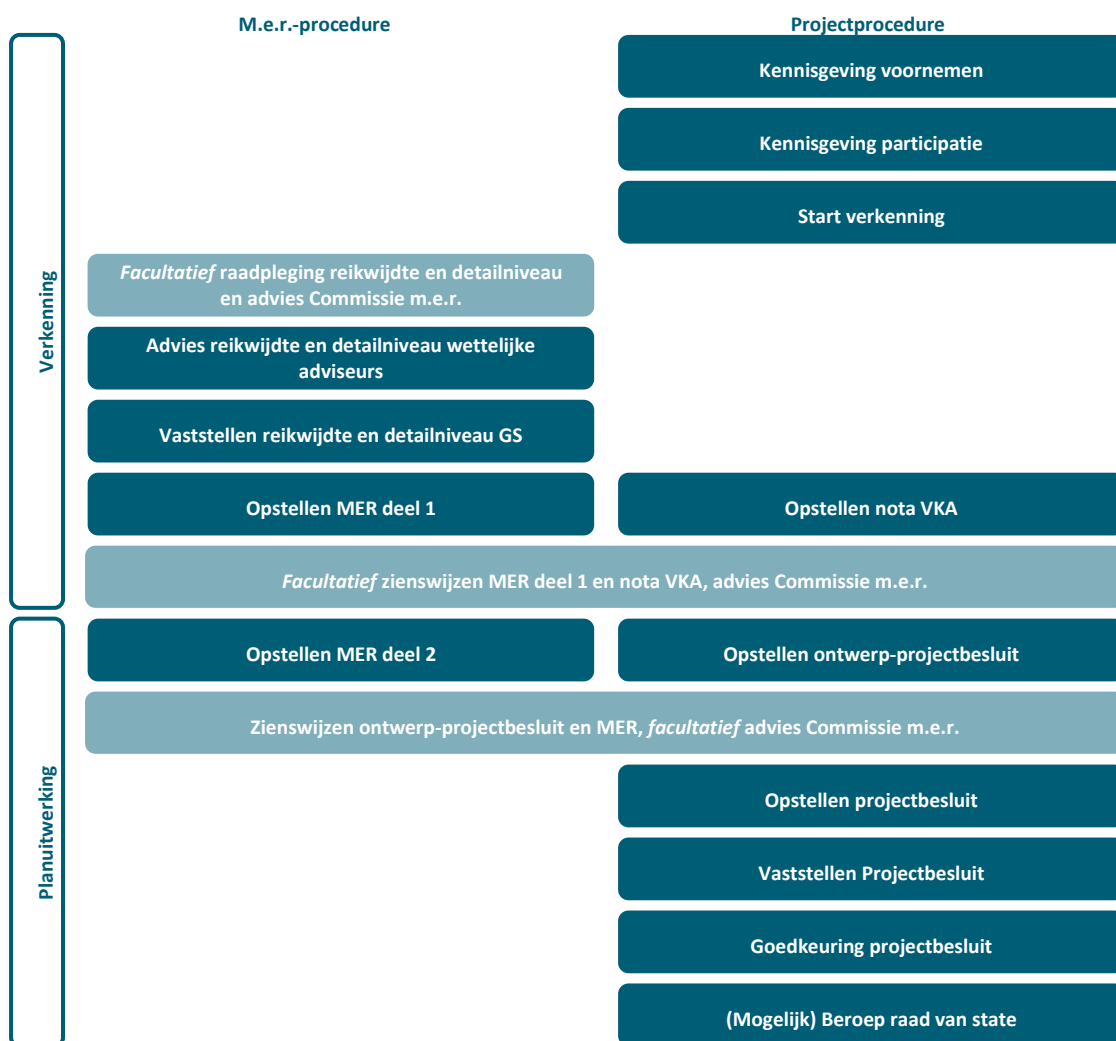 M.e.r.-procedure
Projectprocedure
Verkenning
Kennisgeving voornemen
Kennisgeving participatie
Start verkenning
Facultatief raadpleging reikwijdte en detailniveau
en advies Commissie m.e.r.
Advies reikwijdte en detailniveau wettelijke
adviseurs
Vaststellen reikwijdte en detailniveau GS
Opstellen MER deel 1
Opstellen nota VKA
Facultatief zienswijzen MER deel 1 en nota VKA, advies Commissie m.e.r.
Planuitwerking
Opstellen MER deel 2
Opstellen ontwerp-projectbesluit
Zienswijzen ontwerp-projectbesluit en MER, facultatief advies Commissie m.e.r.
Opstellen projectbesluit
Vaststellen Projectbesluit
Goedkeuring projectbesluit
(Mogelijk) Beroep raad van state